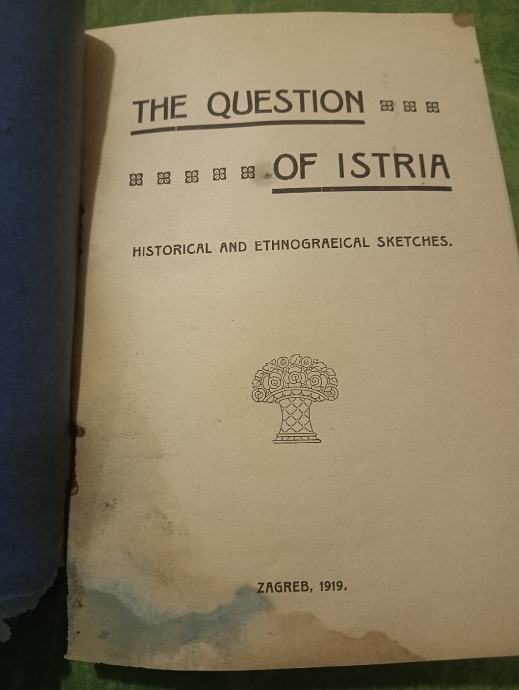 THE QUESTION
OF ISTRIA
HISTORICAL AND ETHNOGRAEICAL SKETCHES.
ZAGREB, 1919.